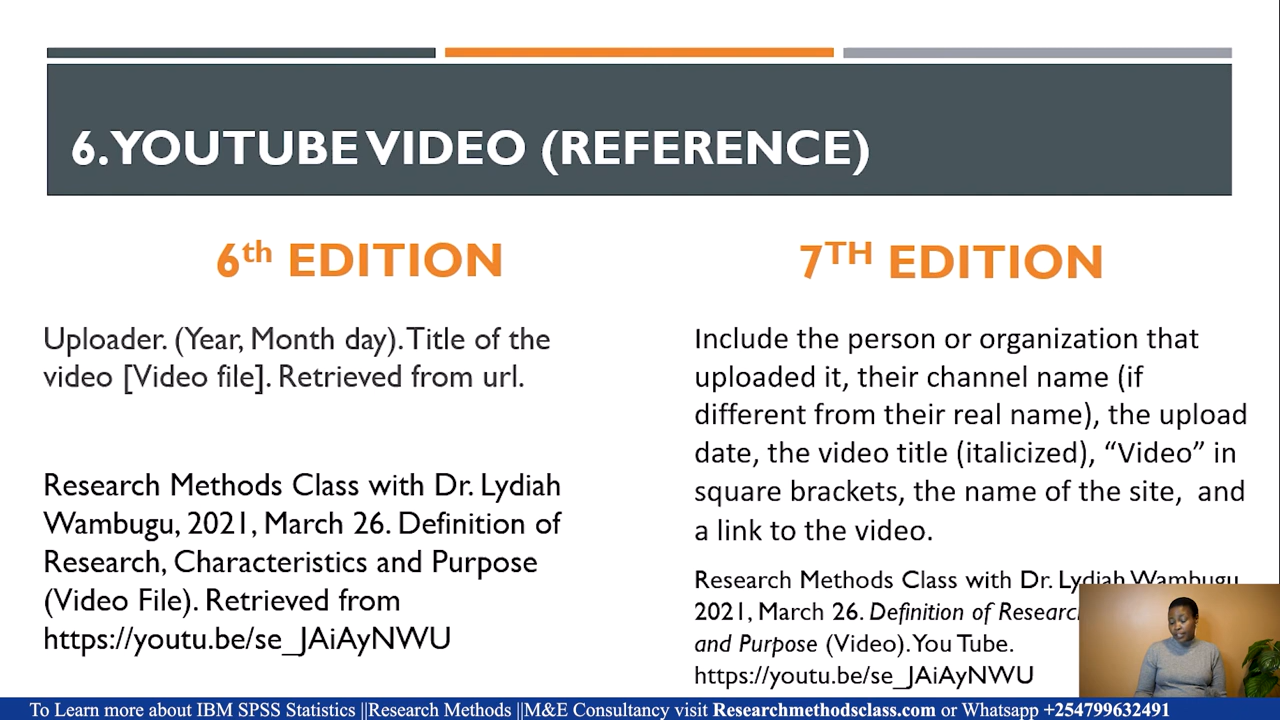 6. YOUTUBE VIDEO (REFERENCE)
6th EDITION
Uploader. (Year, Month day). Title of the
video [Video file]. Retrieved from url.
Research Methods Class with Dr. Lydiah
Wambugu, 2021, March 26. Definition of
Research, Characteristics and Purpose
(Video File). Retrieved from
https://youtu.be/se_JAiAyNWU
7TH EDITION
Include the person or organization that
uploaded it, their channel name (if
different from their real name), the upload
date, the video title (italicized), “Video” in
square brackets, the name of the site, and
a link to the video.
Research Methods Class with Dr. Lydiah Wambugu
2021, March 26. Definition of
and Purpose (Video). You Tube.
https://youtu.be/se_JAiAyNWU
To Learn more about IBM SPSS Statistics ||Research Methods ||M&E Consultancy visit Researchmethodsclass.com or Whatsapp +254799632491